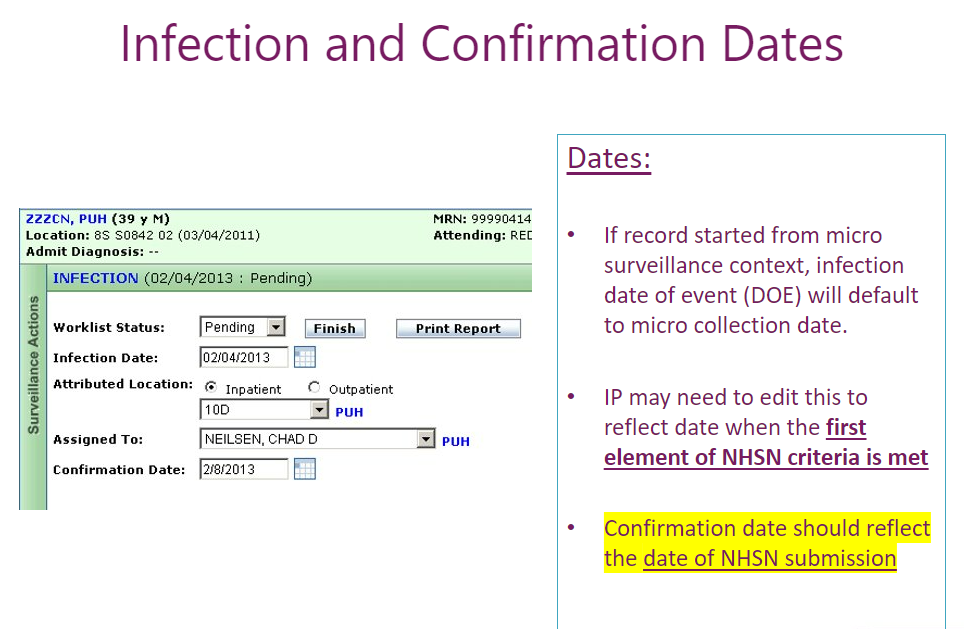 Infection and Confirmation Dates
ZZZCN, PUH (39 y M)
MRN: 99990414
Location: 8S S0842 02 (03/04/2011)
Attending: RED
Admit Diagnosis: --
Surveillance Actions
INFECTION (02/04/2013 : Pending)
Worklist Status: Pending Finish Print Report
Infection Date: 02/04/2013
Attributed Location: Inpatient Outpatient
10D PUH
Assigned To: NEILSEN, CHAD D PUH
Confirmation Date: 2/8/2013
Dates:
• If record started from micro
surveillance context, infection
date of event (DOE) will default
to micro collection date.
• IP may need to edit this to
reflect date when the first
element of NHSN criteria is met
• Confirmation date should reflect
the date of NHSN submission